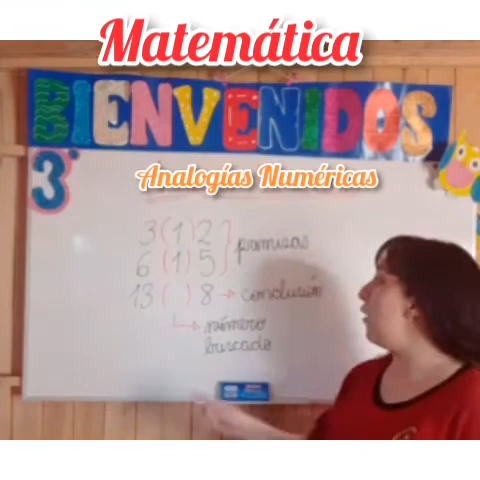 Matemática
BIENVENIDOS
3°
Analogías Numéricas
3(1)2} premisas
6(1)5
13( )8 → conclusión
↳ número
buscado